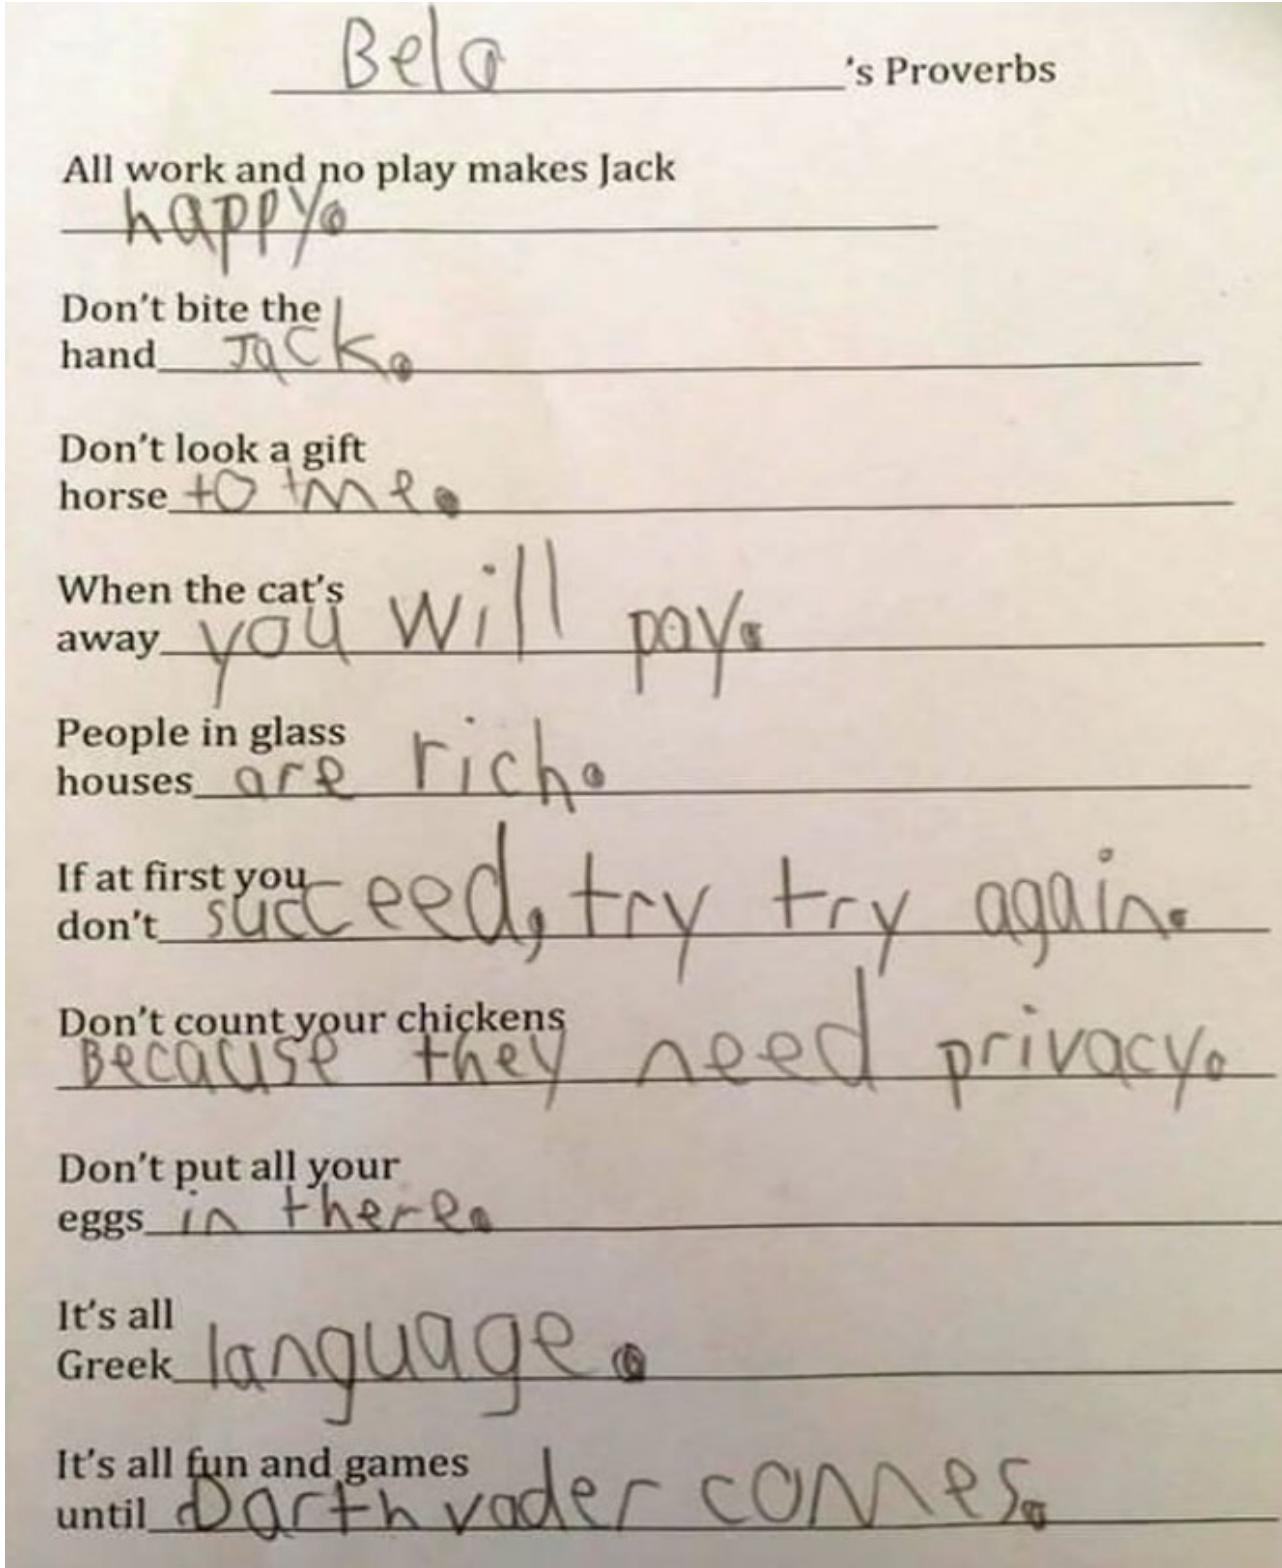 Bela 's Proverbs
All work and no play makes Jack
happy.
Don't bite the
hand Jack.
Don't look a gift
horse to me.
When the cat's
away you will pay.
People in glass
houses are rich.
If at first you
don't succeed, try try again.
Don't count your chickens
Because they need privacy.
Don't put all your
eggs in there.
It's all
Greek language.
It's all fun and games
until Darth vader comes.